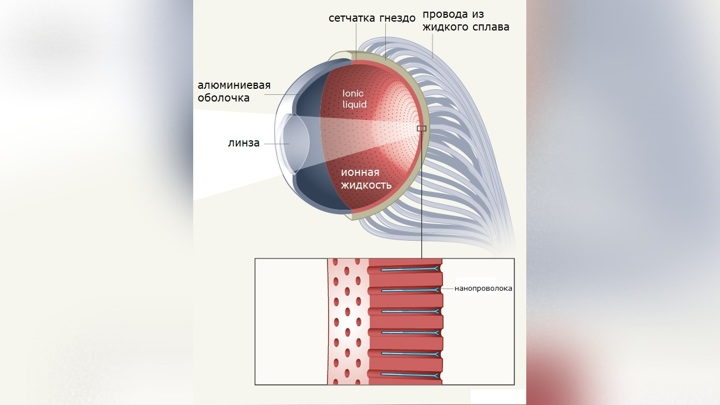 сетчатка гнездо
провода из
жидкого сплава
алюминиевая
оболочка
Ionic
liquid
линза
ионная
жидкость
нанопроволока